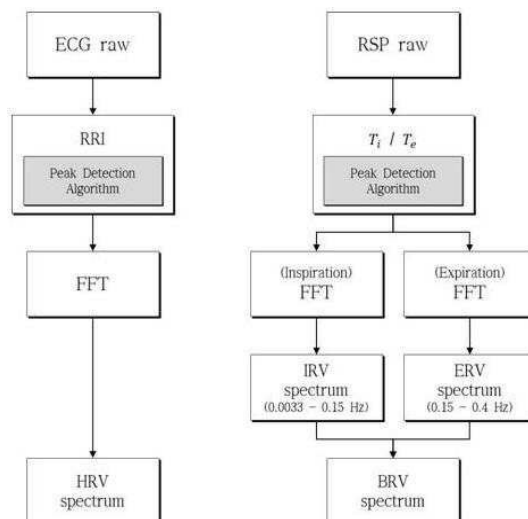 ECG raw
RSP raw
RRI
Peak Detection
Algorithm
T_i / T_e
Peak Detection
Algorithm
FFT
(Inspiration)
FFT
(Expiration)
FFT
IRV
spectrum
(0.0033 – 0.15 Hz)
ERV
spectrum
(0.15 – 0.4 Hz)
HRV
spectrum
BRV
spectrum